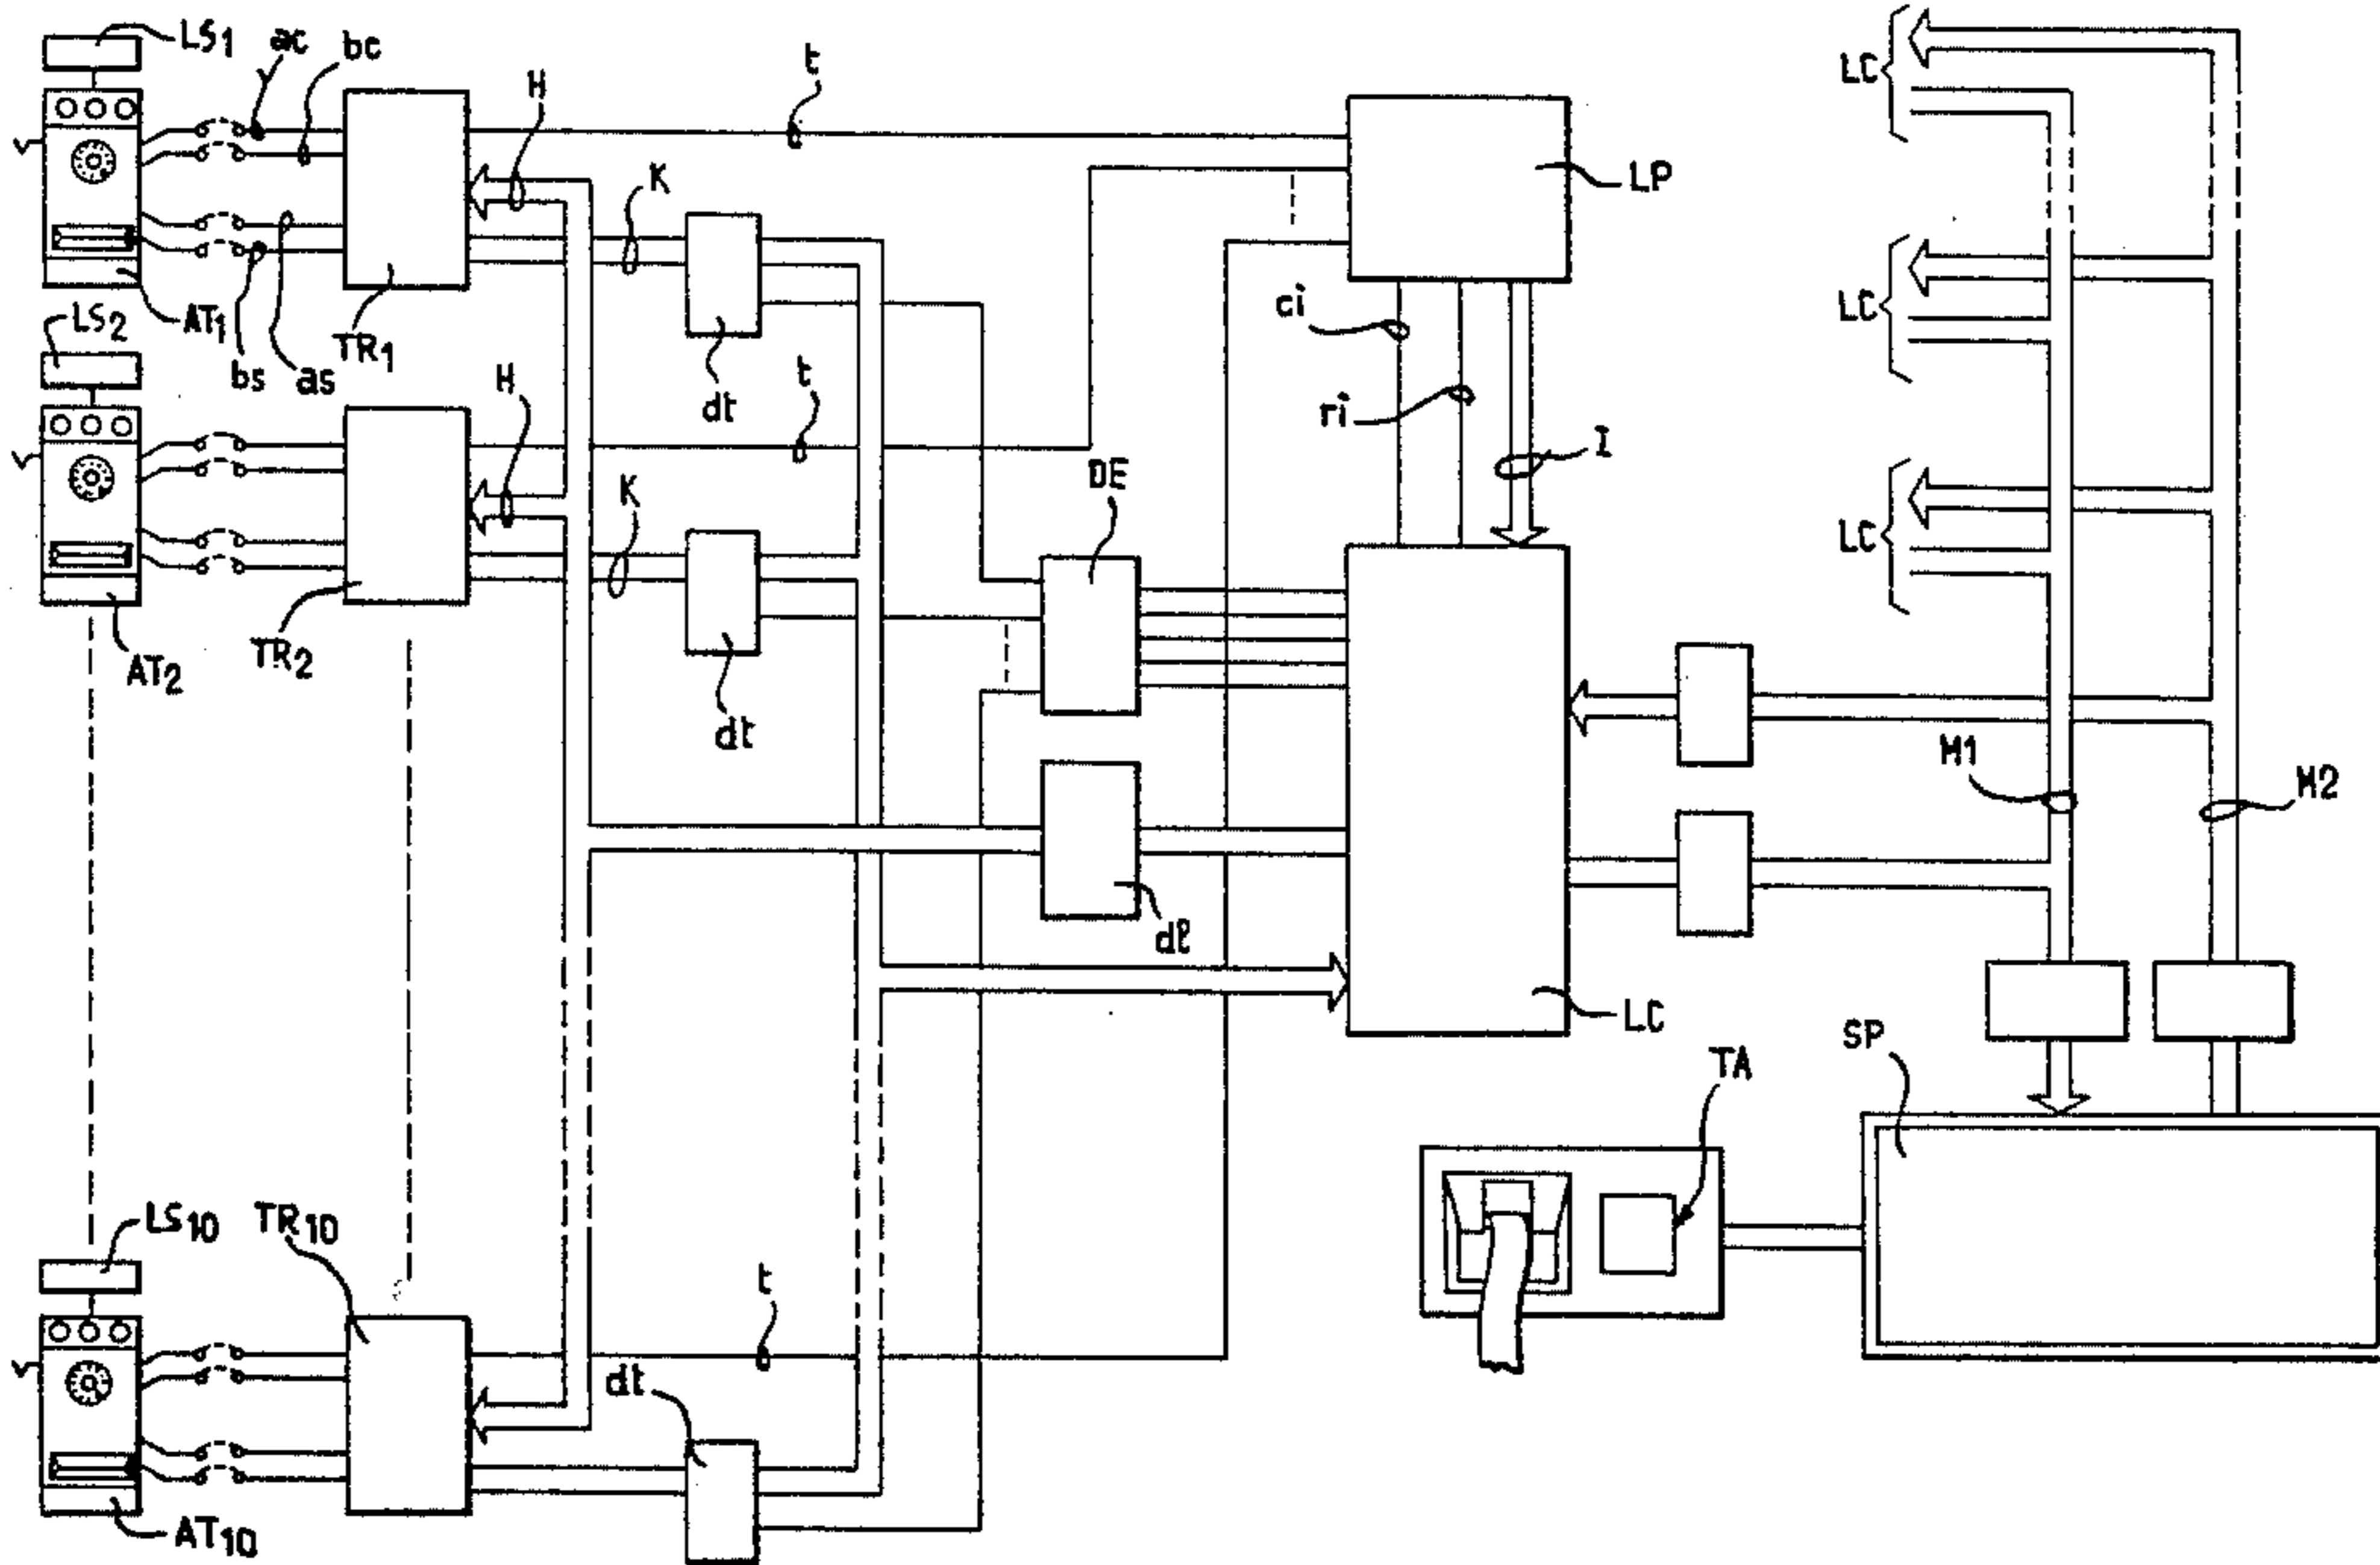 LS1
ac
bc
H
t
LC
K
LP
ci
LC
AT1
LS2
bs
as
TR1
H
t
dt
ri
I
DE
K
LC
AT2
TR2
dt
M1
M2
dl
LC
SP
TA
LS10
TR10
t
dt
AT10